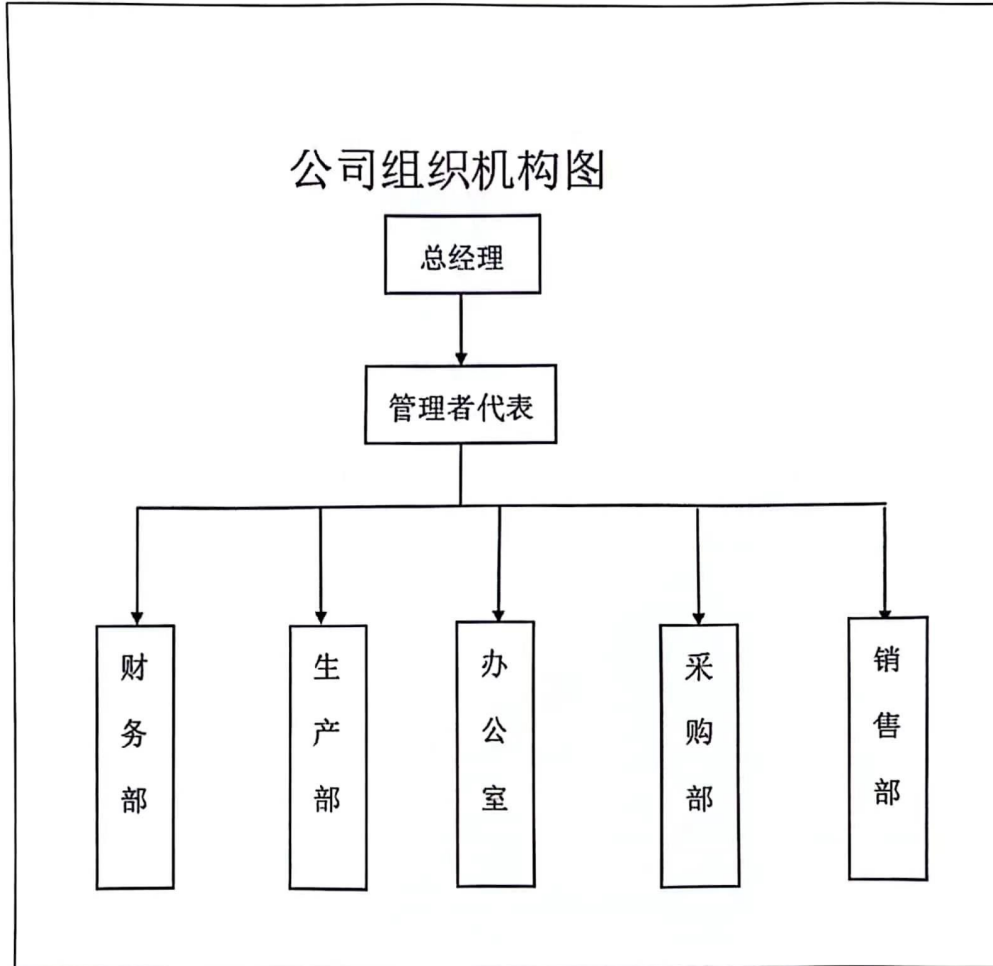 公司组织机构图
总经理
管理者代表
财务部
生产部
办公室
采购部
销售部